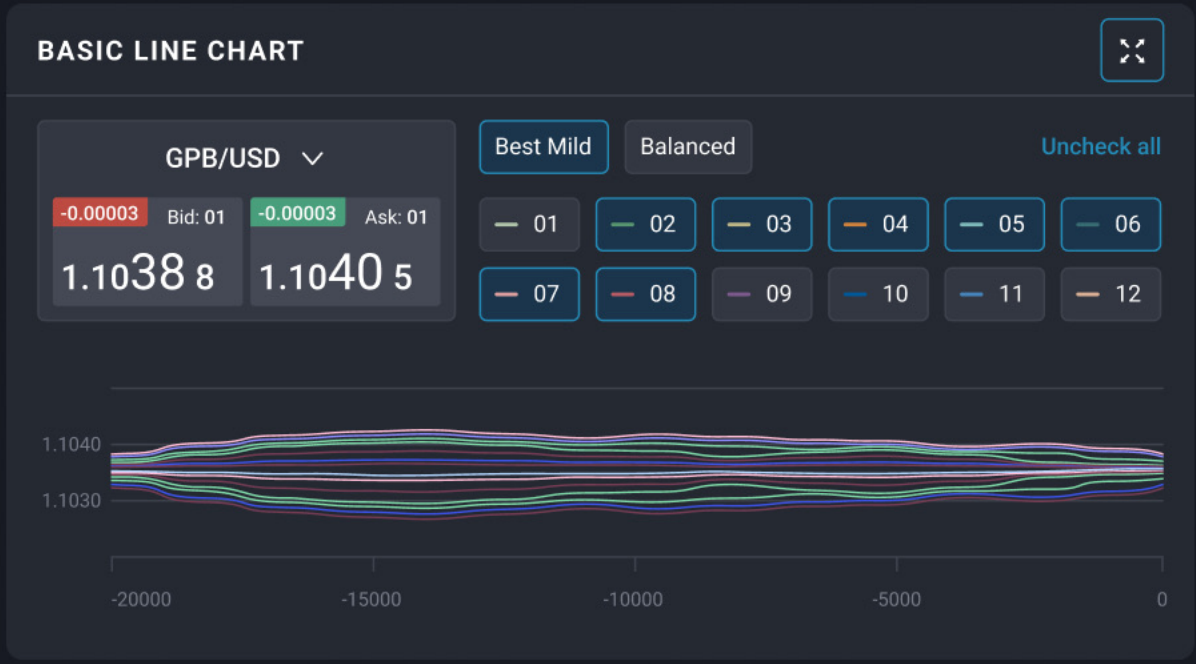 BASIC LINE CHART
GPB/USD
-0.00003 Bid: 01 -0.00003 Ask: 01
1.1038 8 1.1040 5
Best Mild Balanced Uncheck all
01 02 03 04 05 06
07 08 09 10 11 12
1.1040
1.1030
-20000 -15000 -10000 -5000 0